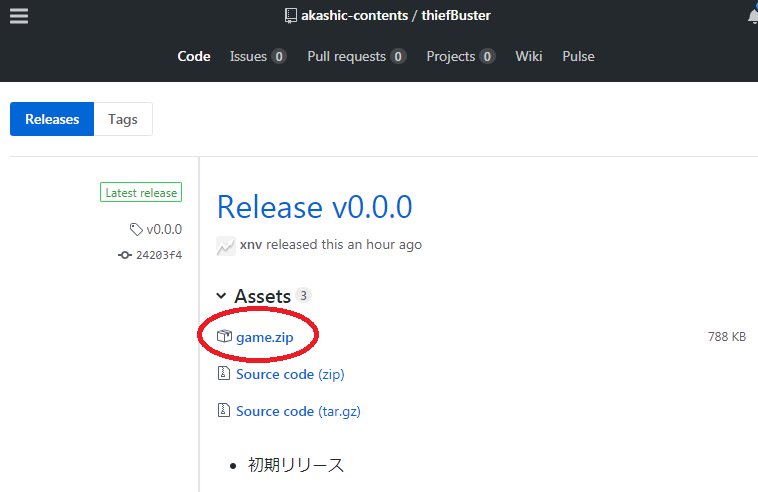 akashic-contents / thiefBuster
Code Issues 0 Pull requests 0 Projects 0 Wiki Pulse
Releases Tags
Latest release
Release v0.0.0
v0.0.0
xnv released this an hour ago
24203f4
Assets 3
game.zip 788 KB
Source code (zip)
Source code (tar.gz)
• 初期リリース